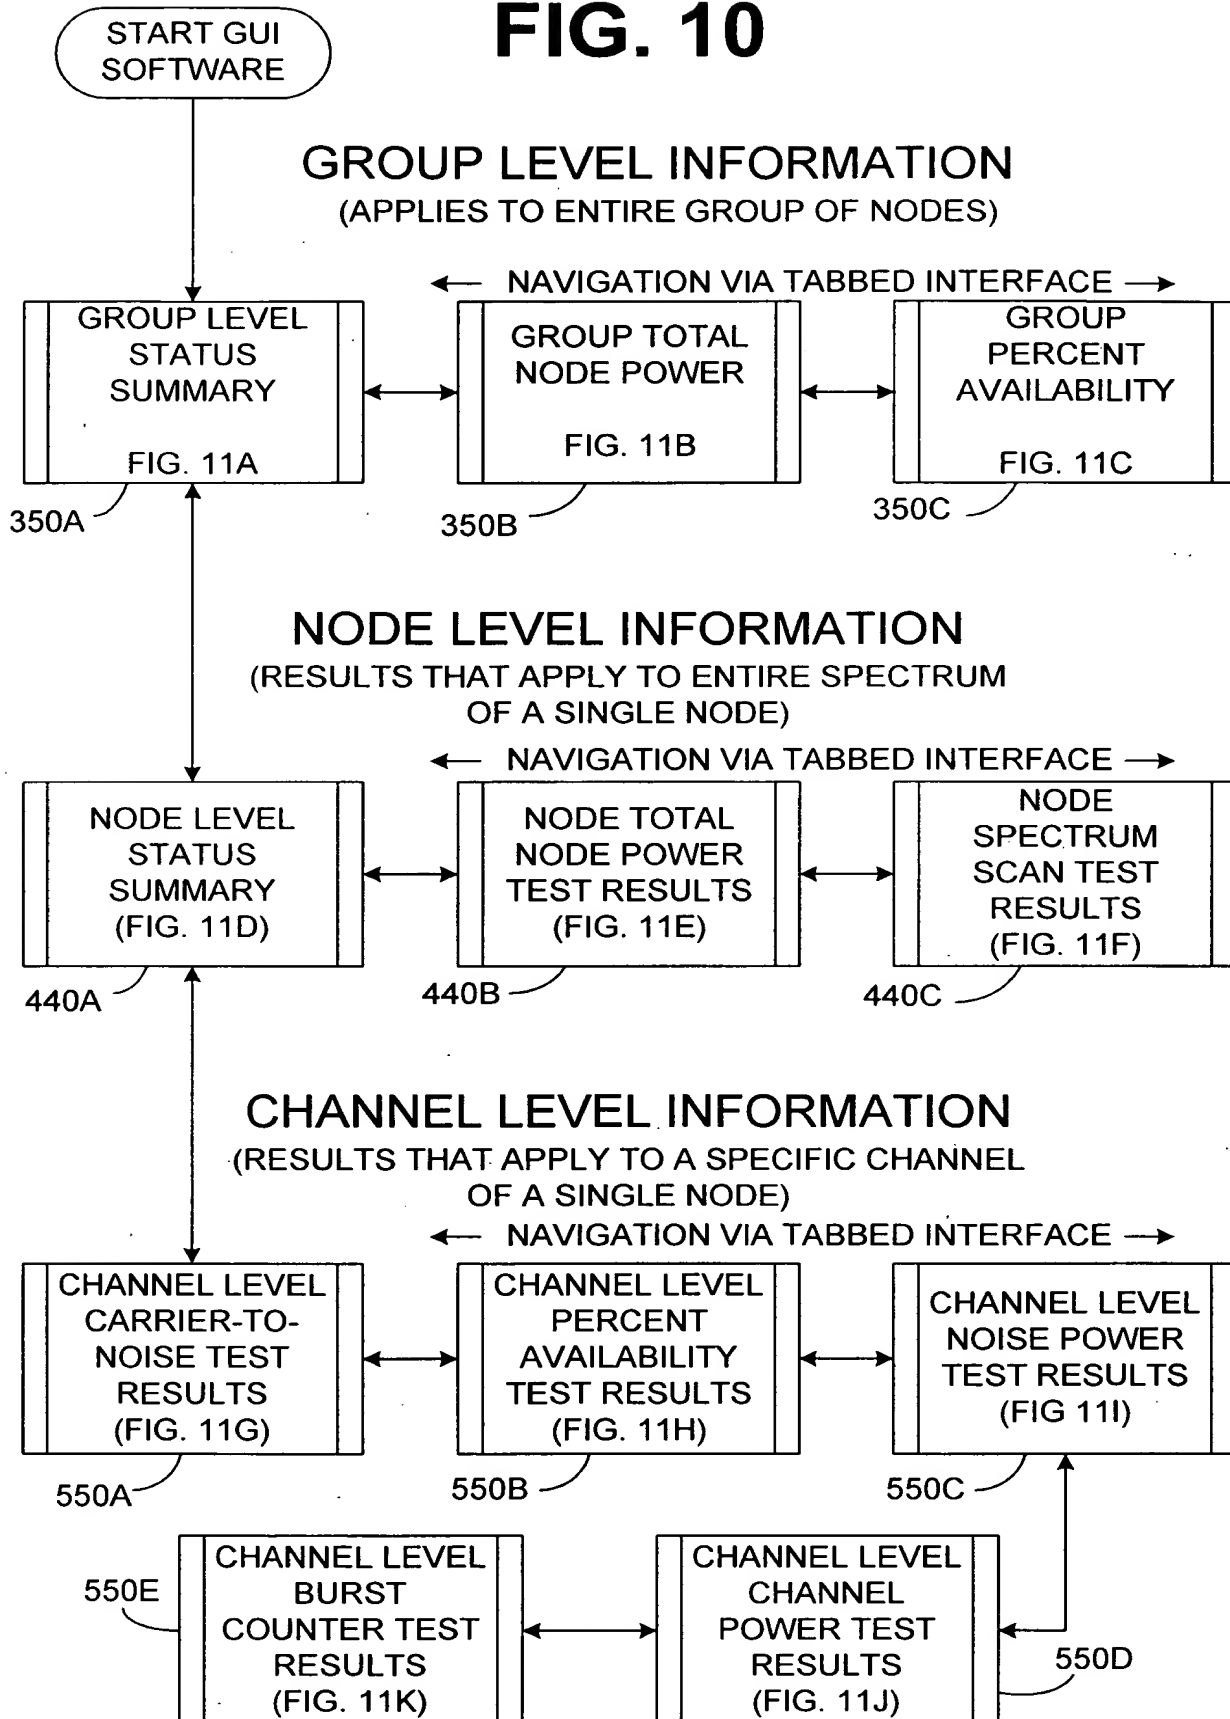 FIG. 10
START GUI
SOFTWARE
GROUP LEVEL INFORMATION
(APPLIES TO ENTIRE GROUP OF NODES)
NAVIGATION VIA TABBED INTERFACE
GROUP LEVEL
STATUS
SUMMARY
FIG. 11A
350A
GROUP TOTAL
NODE POWER
FIG. 11B
350B
GROUP
PERCENT
AVAILABILITY
FIG. 11C
350C
NODE LEVEL INFORMATION
(RESULTS THAT APPLY TO ENTIRE SPECTRUM
OF A SINGLE NODE)
NAVIGATION VIA TABBED INTERFACE
NODE LEVEL
STATUS
SUMMARY
(FIG. 11D)
440A
NODE TOTAL
NODE POWER
TEST RESULTS
(FIG. 11E)
440B
NODE
SPECTRUM
SCAN TEST
RESULTS
(FIG. 11F)
440C
CHANNEL LEVEL INFORMATION
(RESULTS THAT APPLY TO A SPECIFIC CHANNEL
OF A SINGLE NODE)
NAVIGATION VIA TABBED INTERFACE
CHANNEL LEVEL
CARRIER-TO-
NOISE TEST
RESULTS
(FIG. 11G)
550A
CHANNEL LEVEL
PERCENT
AVAILABILITY
TEST RESULTS
(FIG. 11H)
550B
CHANNEL LEVEL
NOISE POWER
TEST RESULTS
(FIG 11I)
550C
550E
CHANNEL LEVEL
BURST
COUNTER TEST
RESULTS
(FIG. 11K)
CHANNEL LEVEL
CHANNEL
POWER TEST
RESULTS
(FIG. 11J)
550D